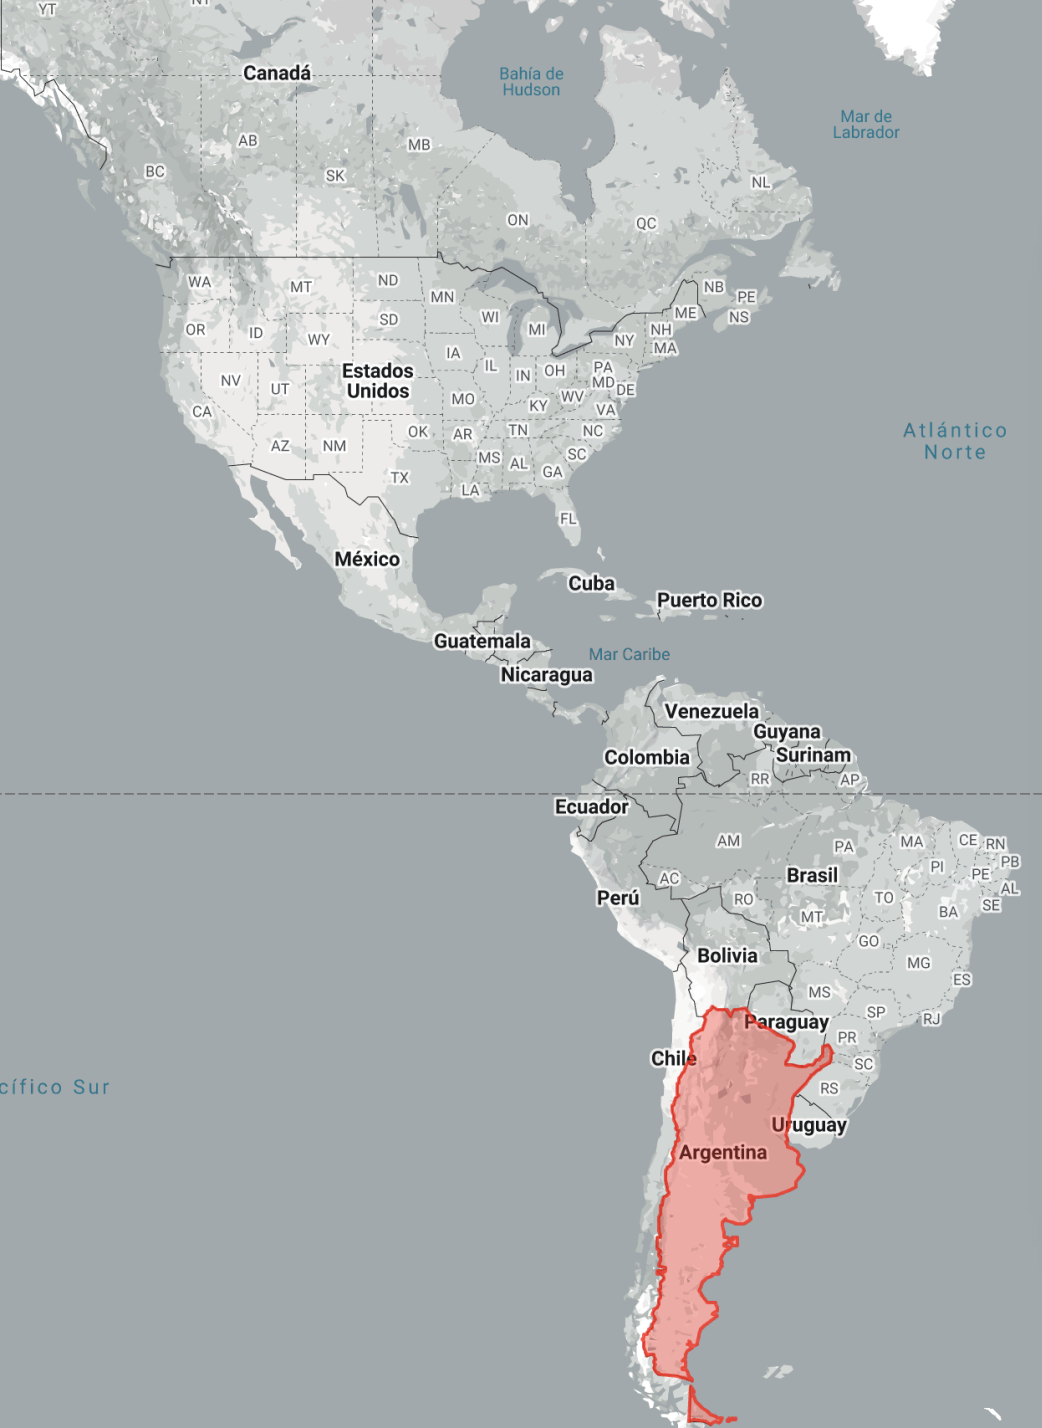 YT
NT
Canadá
Bahía de
Hudson
Mar de
Labrador
AB
MB
BC
SK
NL
ON
QC
WA
MT
ND
MN
NB
PE
ME
NS
OR
ID
SD
WI
MI
NH
WY
NY
MA
IA
Estados
Unidos
IL
IN
OH
PA
MD
DE
NV
UT
MO
KY
WV
VA
CA
OK
AR
TN
NC
AZ
NM
MS
AL
SC
GA
TX
LA
FL
Atlántico
Norte
México
Cuba
Puerto Rico
Guatemala
Mar Caribe
Nicaragua
Venezuela
Guyana
Surinam
Colombia
RR
AP
Ecuador
AM
PA
MA
CE
RN
PB
PI
PE
AL
SE
AC
Brasil
Perú
RO
TO
MT
BA
GO
Bolivia
MG
ES
MS
SP
RJ
Paraguay
PR
Chile
SC
cífico Sur
RS
Uruguay
Argentina